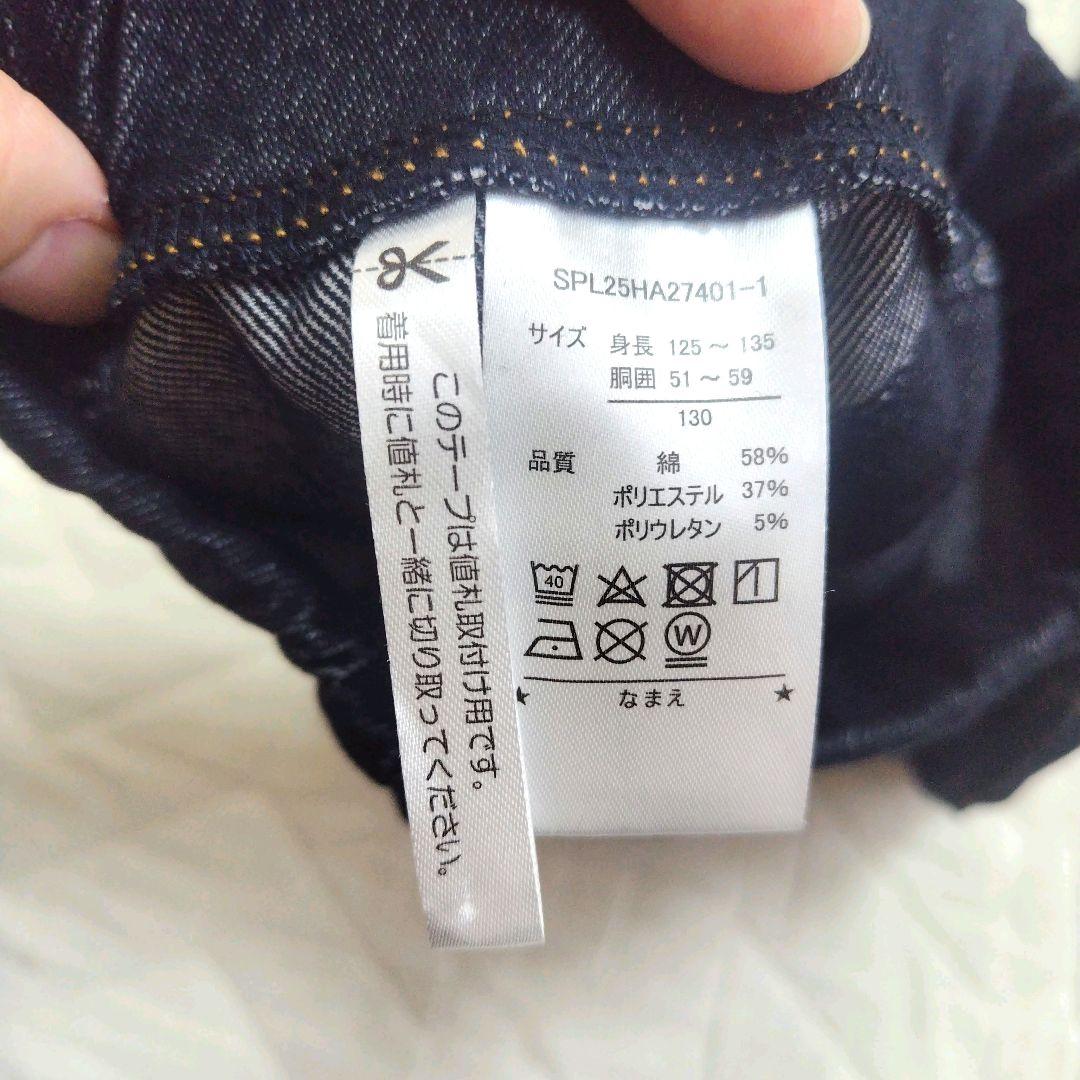 SPL25HA27401-1
サイズ 身長 125 ~ 135
胴囲 51 ~ 59
130
品質 綿 58%
ポリエステル 37%
ポリウレタン 5%
40
W
なまえ
このテープは値札取付け用です。
着用時に値札と一緒に切り取ってください。